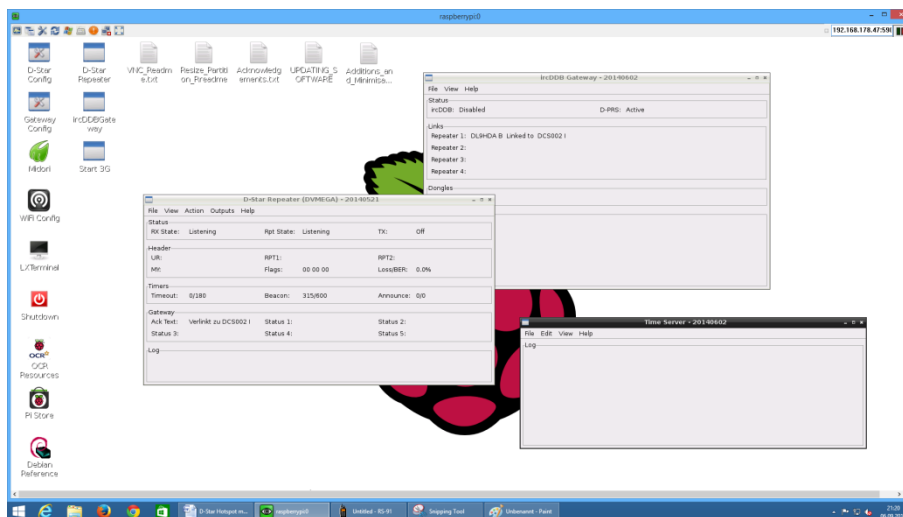 raspberrypi0
192.168.178.47:590
D-Star Config
D-Star Repeater
VNC_Readm
e.txt
Resize_Partiti
on_Rreadme
Acknowledg
ements.txt
UPDATING_S
OFTWARE
Additions_an
d_Minimise...
Gateway Config
ircDDBGate
way
Midori
Start 3G
WiFi Config
LXTerminal
Shutdown
OCR
OCR Resources
Pi Store
Debian Reference
ircDDB Gateway - 20140602
File View Help
Status
ircDDB: Disabled D-PRS: Active
Links
Repeater 1: DL9HDA B Linked to DCS002 I
Repeater 2:
Repeater 3:
Repeater 4:
Dongles
D-Star Repeater (DVMEGA) - 20140521
File View Action Outputs Help
Status
RX State: Listening Rpt State: Listening TX: Off
Header
UR: RPT1: RPT2:
MY: Flags: 00 00 00 Loss/BER: 0.0%
Timers
Timeout: 0/180 Beacon: 315/600 Announce: 0/0
Gateway
Ack Text: Verlinkt zu DCS002 I Status 1: Status 2:
Status 3: Status 4: Status 5:
Log
Time Server - 20140602
File Edit View Help
Log
D-Star Hotspot m...
raspberrypi0
Untitled - RS-91
Snipping Tool
Unbenannt - Paint
21:20